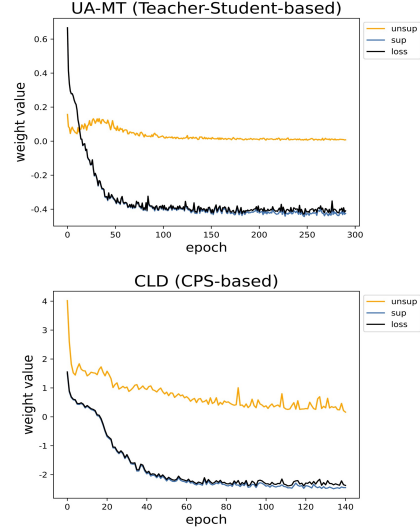 UA-MT (Teacher-Student-based)
unsup
sup
loss
weight value
0.6
0.4
0.2
0.0
-0.2
-0.4
0 50 100 150 200 250 300
epoch
CLD (CPS-based)
unsup
sup
loss
weight value
4
3
2
1
0
-1
-2
0 20 40 60 80 100 120 140
epoch